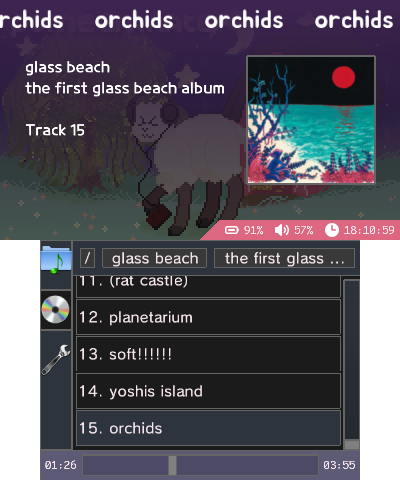 orchids orchids orchids orchids
glass beach
the first glass beach album
Track 15
91% 57% 18:10:59
/ glass beach the first glass ...
11. (rat castle)
12. planetarium
13. soft!!!!!!
14. yoshis island
15. orchids
01:26 03:55